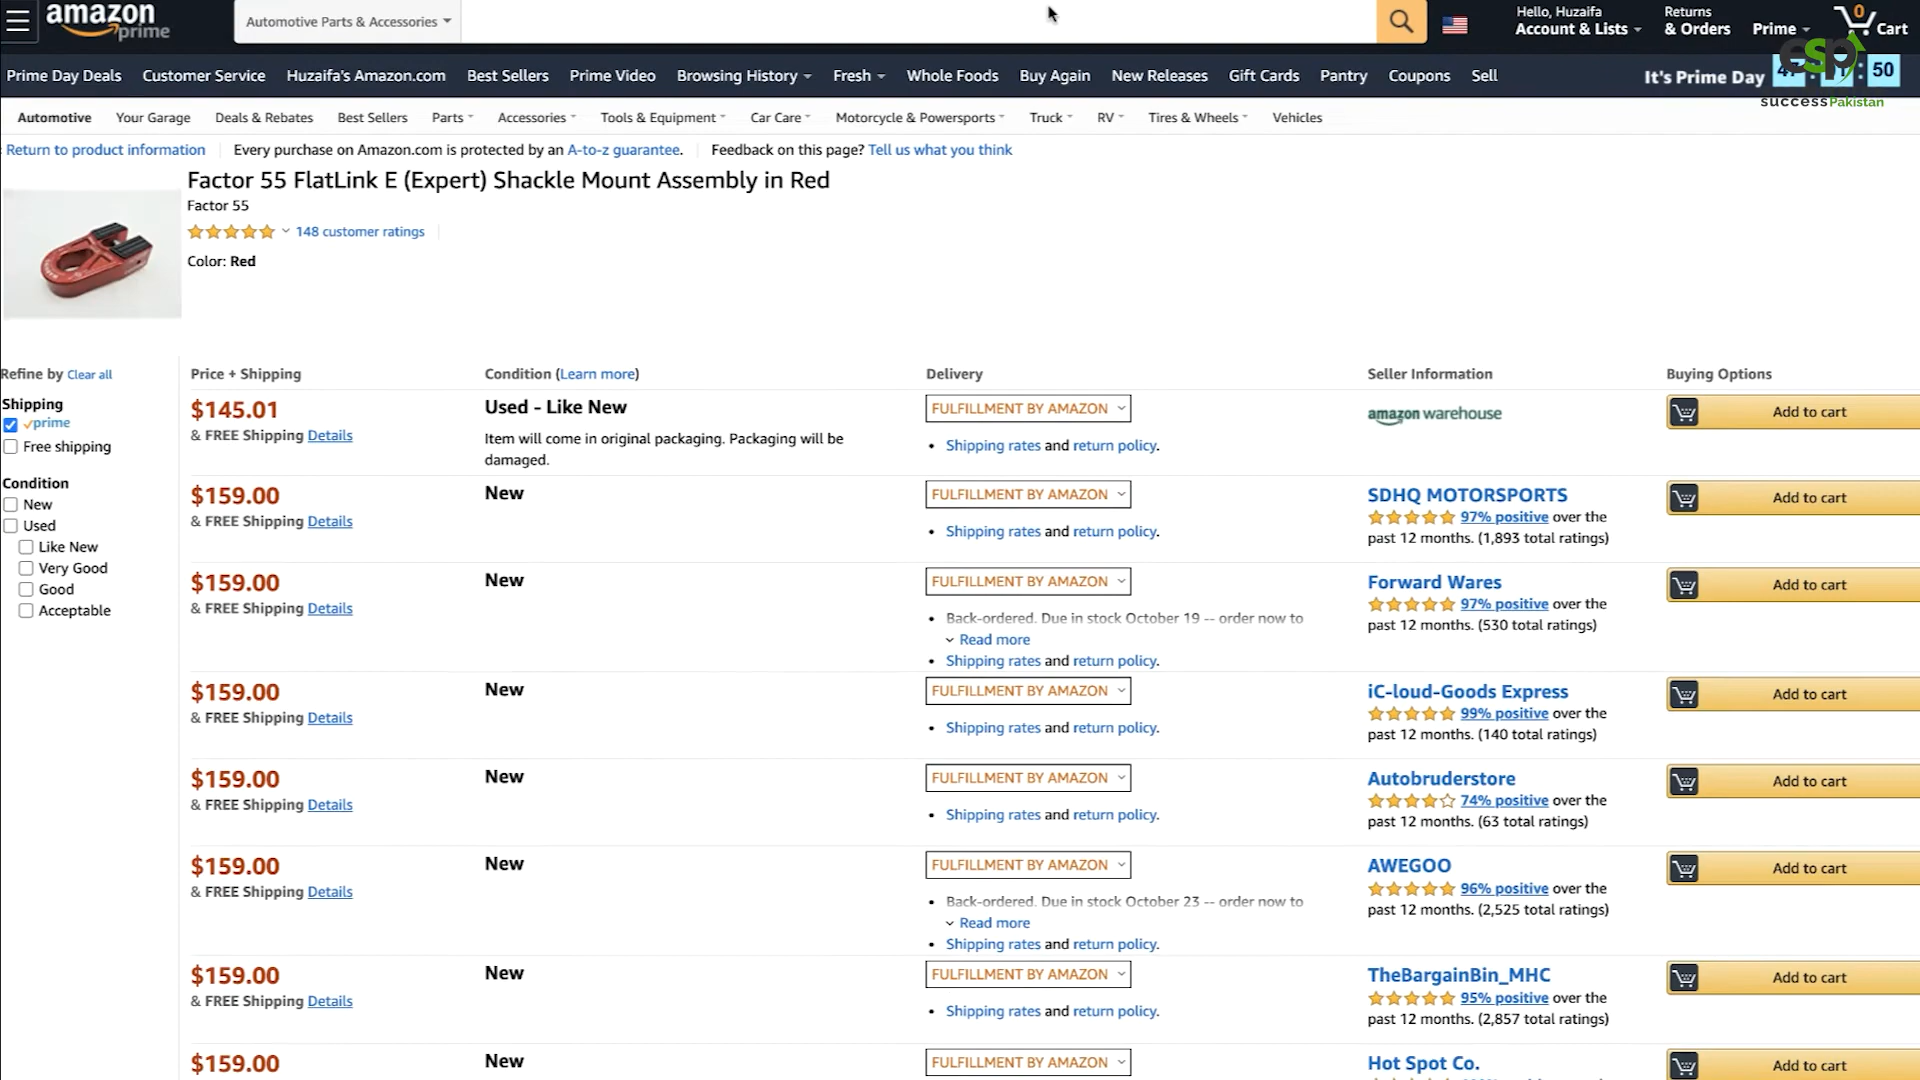 amazon prime
Automotive Parts & Accessories
Hello, Huzaifa
Account & Lists
Returns
& Orders
Prime
0
Cart
Prime Day Deals Customer Service Huzaifa's Amazon.com Best Sellers Prime Video Browsing History Fresh Whole Foods Buy Again New Releases Gift Cards Pantry Coupons Sell
It's Prime Day : : 50
esp
successPakistan
Automotive Your Garage Deals & Rebates Best Sellers Parts Accessories Tools & Equipment Car Care Motorcycle & Powersports Truck RV Tires & Wheels Vehicles
Return to product information Every purchase on Amazon.com is protected by an A-to-z guarantee. Feedback on this page? Tell us what you think
Factor 55 FlatLink E (Expert) Shackle Mount Assembly in Red
Factor 55
148 customer ratings
Color: Red
Refine by Clear all
Shipping
prime
Free shipping
Condition
New
Used
Like New
Very Good
Good
Acceptable
Price + Shipping Condition (Learn more) Delivery Seller Information Buying Options
$145.01
& FREE Shipping Details
Used - Like New
Item will come in original packaging. Packaging will be
damaged.
FULFILLMENT BY AMAZON
• Shipping rates and return policy.
amazon warehouse
Add to cart
$159.00
& FREE Shipping Details
New
FULFILLMENT BY AMAZON
• Shipping rates and return policy.
SDHQ MOTORSPORTS
97% positive over the
past 12 months. (1,893 total ratings)
Add to cart
$159.00
& FREE Shipping Details
New
FULFILLMENT BY AMAZON
• Back-ordered. Due in stock October 19 -- order now to
Read more
• Shipping rates and return policy.
Forward Wares
97% positive over the
past 12 months. (530 total ratings)
Add to cart
$159.00
& FREE Shipping Details
New
FULFILLMENT BY AMAZON
• Shipping rates and return policy.
iC-loud-Goods Express
99% positive over the
past 12 months. (140 total ratings)
Add to cart
$159.00
& FREE Shipping Details
New
FULFILLMENT BY AMAZON
• Shipping rates and return policy.
Autobruderstore
74% positive over the
past 12 months. (63 total ratings)
Add to cart
$159.00
& FREE Shipping Details
New
FULFILLMENT BY AMAZON
• Back-ordered. Due in stock October 23 -- order now to
Read more
• Shipping rates and return policy.
AWEGOO
96% positive over the
past 12 months. (2,525 total ratings)
Add to cart
$159.00
& FREE Shipping Details
New
FULFILLMENT BY AMAZON
• Shipping rates and return policy.
TheBargainBin_MHC
95% positive over the
past 12 months. (2,857 total ratings)
Add to cart
$159.00
New
FULFILLMENT BY AMAZON
Hot Spot Co.
Add to cart